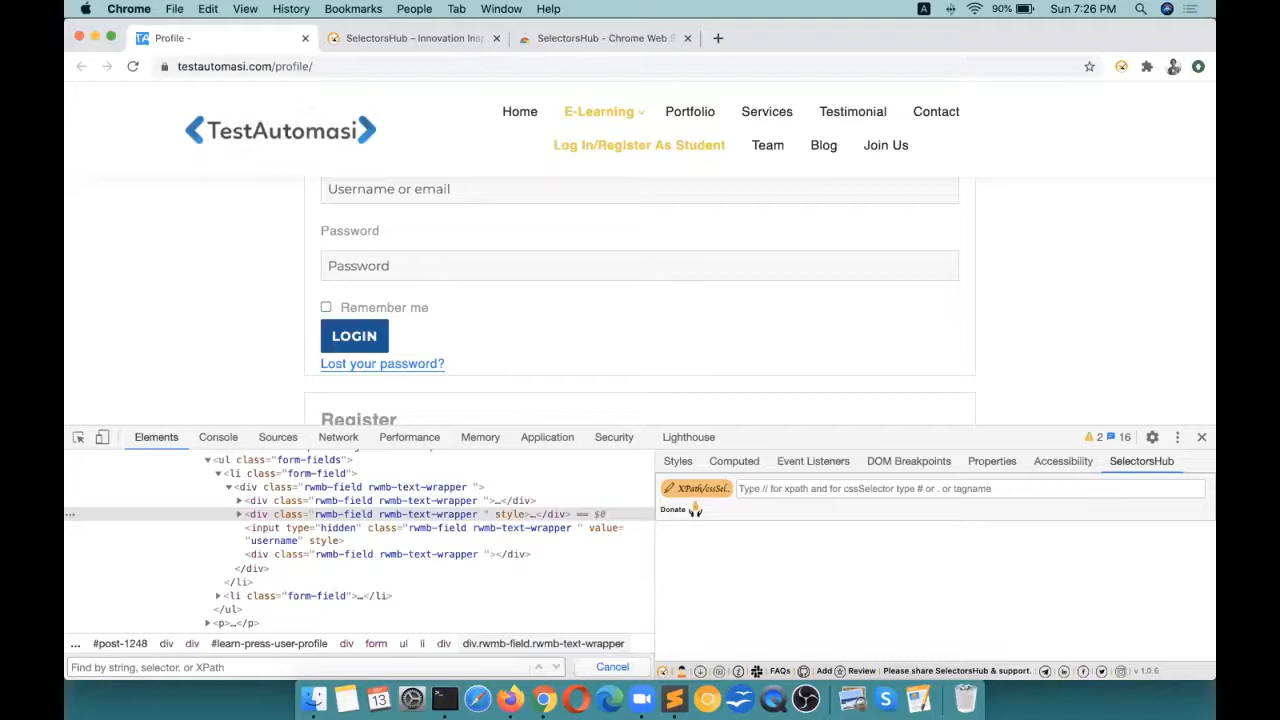 Chrome File Edit View History Bookmarks People Tab Window Help A 90% Sun 7:26 PM
TA Profile - × SelectorsHub – Innovation Insp × SelectorsHub - Chrome Web S × +
testautomasi.com/profile/
<TestAutomasi>
Home E-Learning Portfolio Services Testimonial Contact
Log In/Register As Student Team Blog Join Us
Username or email
Password
Password
Remember me
LOGIN
Lost your password?
Register
Elements Console Sources Network Performance Memory Application Security Lighthouse 2 16
Styles Computed Event Listeners DOM Breakpoints Properties Accessibility SelectorsHub
XPath/cssSel.. Type // for xpath and for cssSelector type # or . or tagname
Donate
<ul class="form-fields">
<li class="form-field">
<div class="rwmb-field rwmb-text-wrapper ">
<div class="rwmb-field rwmb-text-wrapper ">…</div>
… <div class="rwmb-field rwmb-text-wrapper " style>…</div> == $0
<input type="hidden" class="rwmb-field rwmb-text-wrapper " value=
"username" style>
<div class="rwmb-field rwmb-text-wrapper "></div>
</div>
</li>
<li class="form-field">…</li>
</ul>
<p>…</p>
... #post-1248 div div #learn-press-user-profile div form ul li div div.rwmb-field.rwmb-text-wrapper
Find by string, selector, or XPath Cancel
FAQs Add Review Please share SelectorsHub & support. v 1.0.6
13